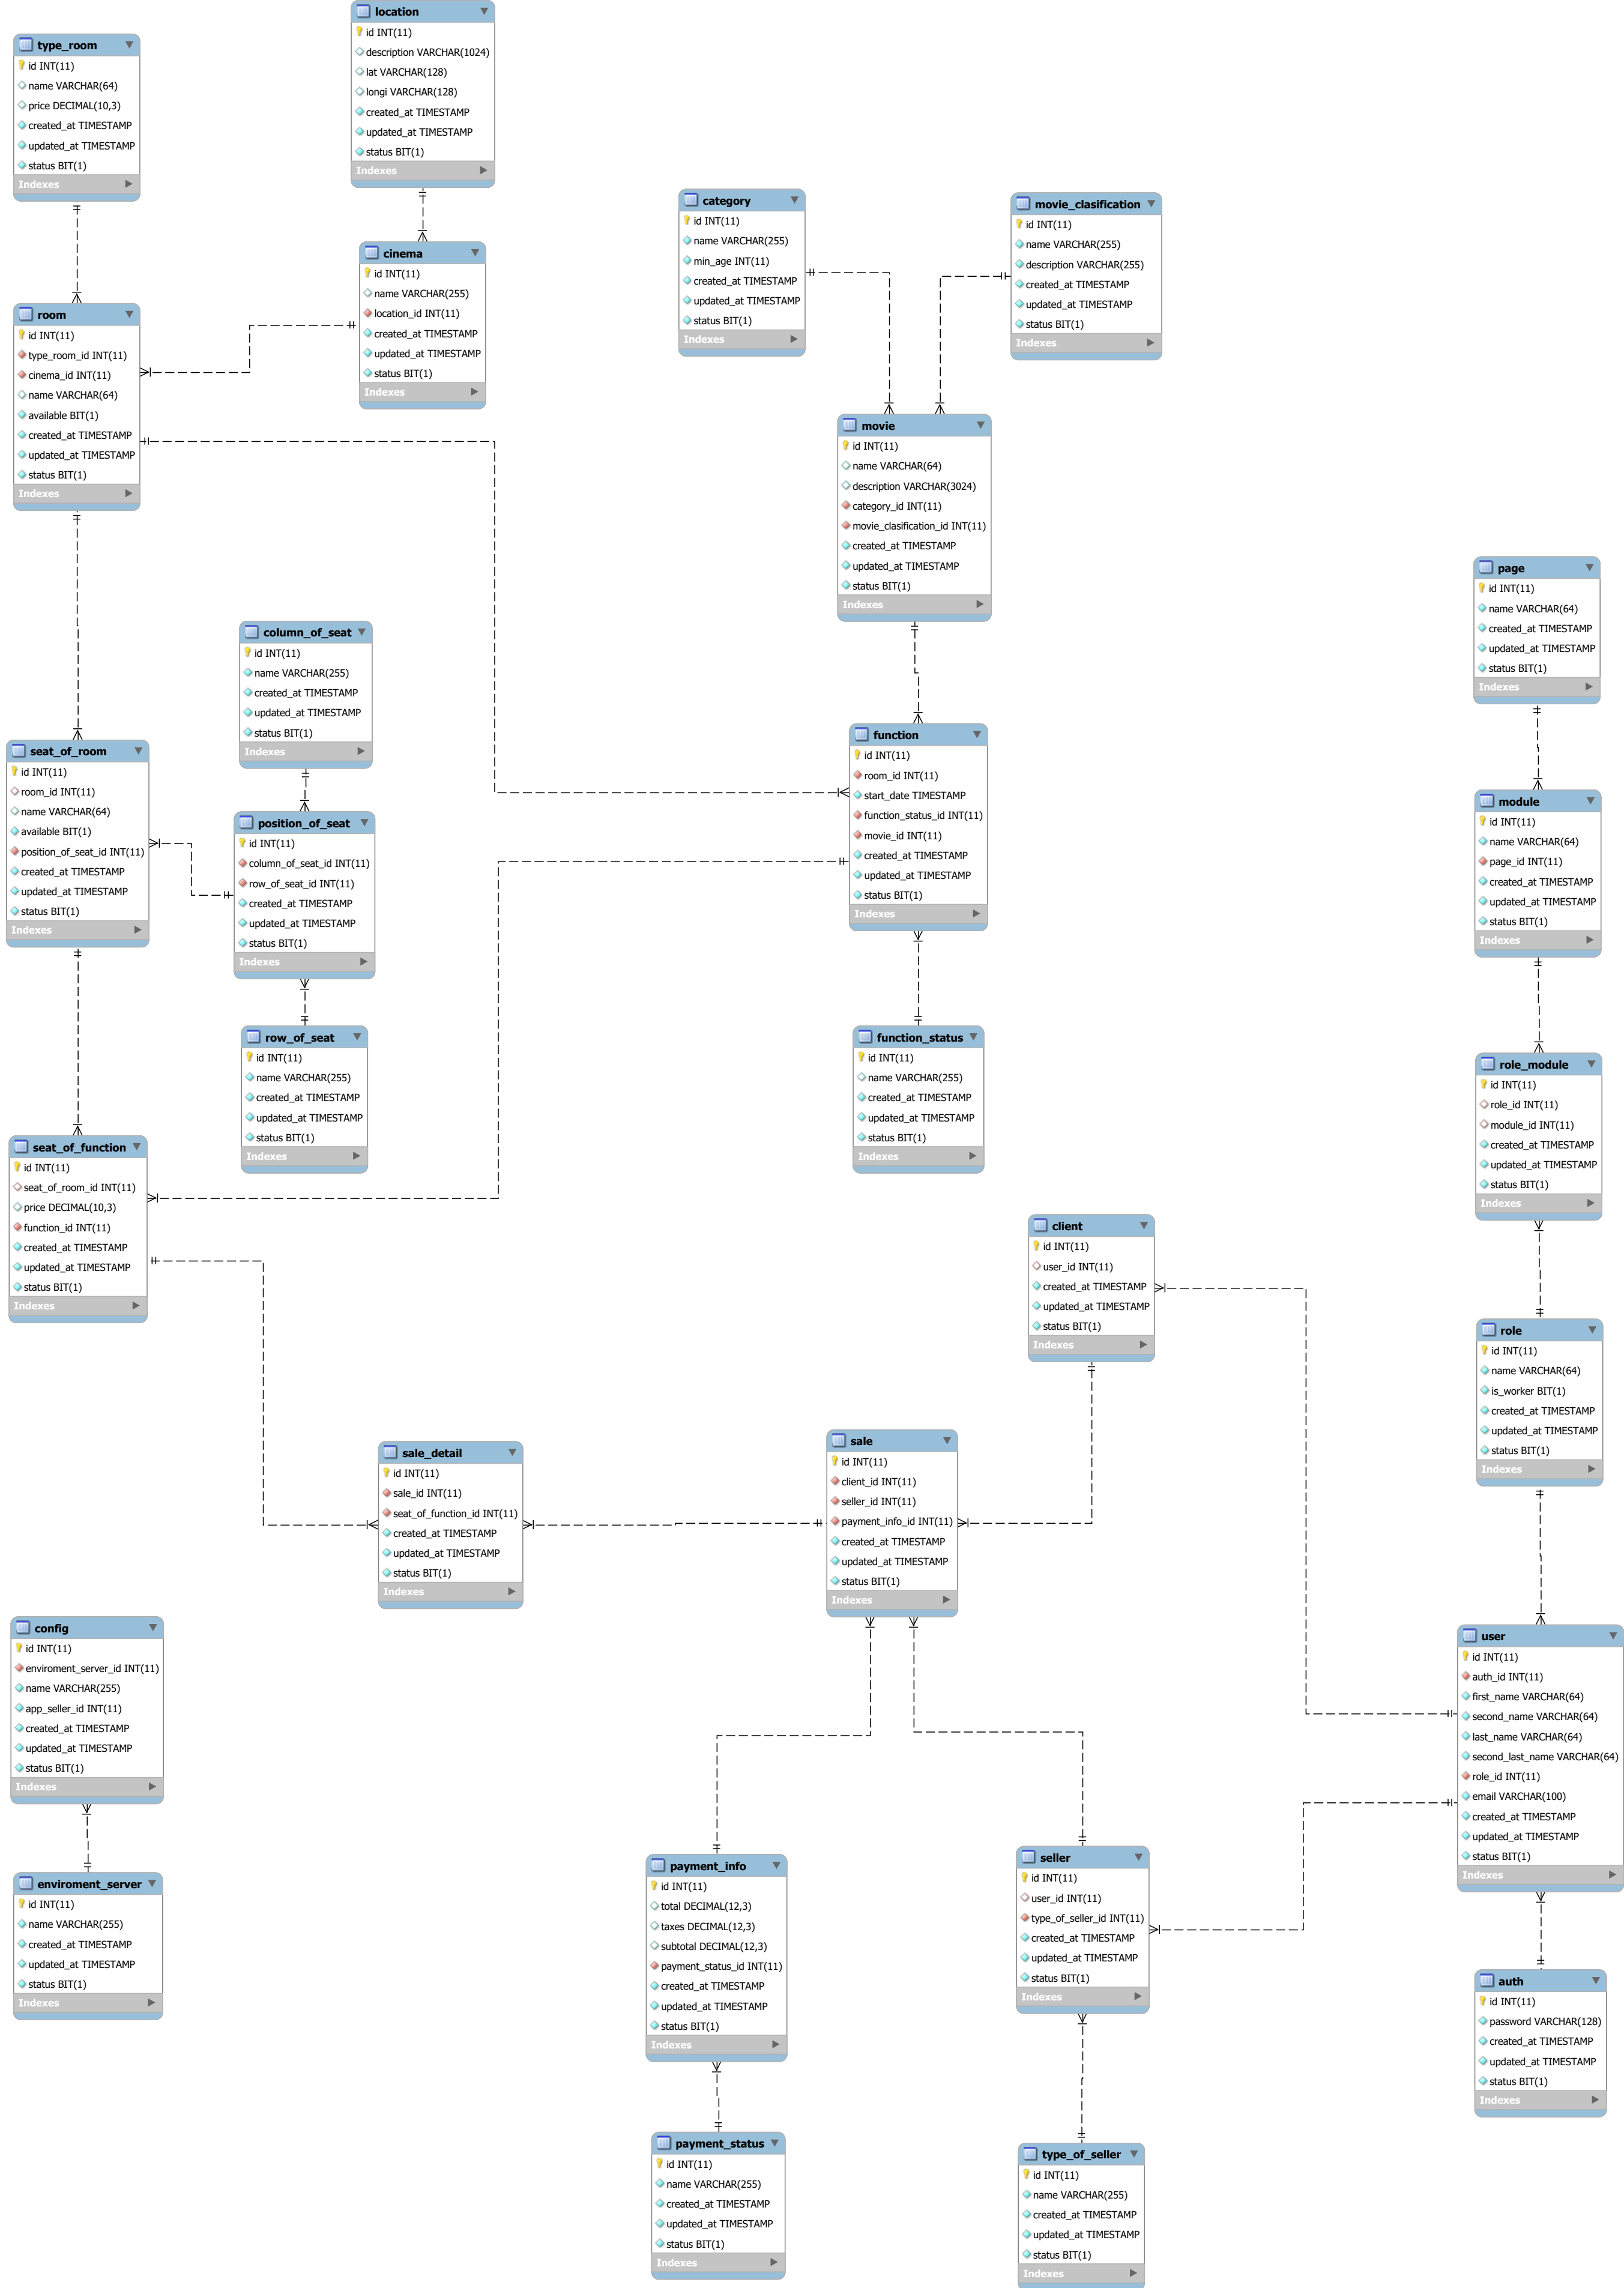 location
id INT(11)
description VARCHAR(1024)
lat VARCHAR(128)
longi VARCHAR(128)
created_at TIMESTAMP
updated_at TIMESTAMP
status BIT(1)
Indexes
type_room
id INT(11)
name VARCHAR(64)
price DECIMAL(10,3)
created_at TIMESTAMP
updated_at TIMESTAMP
status BIT(1)
Indexes
category
id INT(11)
name VARCHAR(255)
min_age INT(11)
created_at TIMESTAMP
updated_at TIMESTAMP
status BIT(1)
Indexes
movie_clasification
id INT(11)
name VARCHAR(255)
description VARCHAR(255)
created_at TIMESTAMP
updated_at TIMESTAMP
status BIT(1)
Indexes
cinema
id INT(11)
name VARCHAR(255)
location_id INT(11)
created_at TIMESTAMP
updated_at TIMESTAMP
status BIT(1)
Indexes
room
id INT(11)
type_room_id INT(11)
cinema_id INT(11)
name VARCHAR(64)
available BIT(1)
created_at TIMESTAMP
updated_at TIMESTAMP
status BIT(1)
Indexes
movie
id INT(11)
name VARCHAR(64)
description VARCHAR(3024)
category_id INT(11)
movie_clasification_id INT(11)
created_at TIMESTAMP
updated_at TIMESTAMP
status BIT(1)
Indexes
page
id INT(11)
name VARCHAR(64)
created_at TIMESTAMP
updated_at TIMESTAMP
status BIT(1)
Indexes
column_of_seat
id INT(11)
name VARCHAR(255)
created_at TIMESTAMP
updated_at TIMESTAMP
status BIT(1)
Indexes
function
id INT(11)
room_id INT(11)
start_date TIMESTAMP
function_status_id INT(11)
movie_id INT(11)
created_at TIMESTAMP
updated_at TIMESTAMP
status BIT(1)
Indexes
seat_of_room
id INT(11)
room_id INT(11)
name VARCHAR(64)
available BIT(1)
position_of_seat_id INT(11)
created_at TIMESTAMP
updated_at TIMESTAMP
status BIT(1)
Indexes
module
id INT(11)
name VARCHAR(64)
page_id INT(11)
created_at TIMESTAMP
updated_at TIMESTAMP
status BIT(1)
Indexes
position_of_seat
id INT(11)
column_of_seat_id INT(11)
row_of_seat_id INT(11)
created_at TIMESTAMP
updated_at TIMESTAMP
status BIT(1)
Indexes
row_of_seat
id INT(11)
name VARCHAR(255)
created_at TIMESTAMP
updated_at TIMESTAMP
status BIT(1)
Indexes
function_status
id INT(11)
name VARCHAR(255)
created_at TIMESTAMP
updated_at TIMESTAMP
status BIT(1)
Indexes
role_module
id INT(11)
role_id INT(11)
module_id INT(11)
created_at TIMESTAMP
updated_at TIMESTAMP
status BIT(1)
Indexes
seat_of_function
id INT(11)
seat_of_room_id INT(11)
price DECIMAL(10,3)
function_id INT(11)
created_at TIMESTAMP
updated_at TIMESTAMP
status BIT(1)
Indexes
client
id INT(11)
user_id INT(11)
created_at TIMESTAMP
updated_at TIMESTAMP
status BIT(1)
Indexes
role
id INT(11)
name VARCHAR(64)
is_worker BIT(1)
created_at TIMESTAMP
updated_at TIMESTAMP
status BIT(1)
Indexes
sale
id INT(11)
client_id INT(11)
seller_id INT(11)
payment_info_id INT(11)
created_at TIMESTAMP
updated_at TIMESTAMP
status BIT(1)
Indexes
sale_detail
id INT(11)
sale_id INT(11)
seat_of_function_id INT(11)
created_at TIMESTAMP
updated_at TIMESTAMP
status BIT(1)
Indexes
config
id INT(11)
enviroment_server_id INT(11)
name VARCHAR(255)
app_seller_id INT(11)
created_at TIMESTAMP
updated_at TIMESTAMP
status BIT(1)
Indexes
user
id INT(11)
auth_id INT(11)
first_name VARCHAR(64)
second_name VARCHAR(64)
last_name VARCHAR(64)
second_last_name VARCHAR(64)
role_id INT(11)
email VARCHAR(100)
created_at TIMESTAMP
updated_at TIMESTAMP
status BIT(1)
Indexes
seller
id INT(11)
user_id INT(11)
type_of_seller_id INT(11)
created_at TIMESTAMP
updated_at TIMESTAMP
status BIT(1)
Indexes
payment_info
id INT(11)
total DECIMAL(12,3)
taxes DECIMAL(12,3)
subtotal DECIMAL(12,3)
payment_status_id INT(11)
created_at TIMESTAMP
updated_at TIMESTAMP
status BIT(1)
Indexes
enviroment_server
id INT(11)
name VARCHAR(255)
created_at TIMESTAMP
updated_at TIMESTAMP
status BIT(1)
Indexes
auth
id INT(11)
password VARCHAR(128)
created_at TIMESTAMP
updated_at TIMESTAMP
status BIT(1)
Indexes
payment_status
id INT(11)
name VARCHAR(255)
created_at TIMESTAMP
updated_at TIMESTAMP
status BIT(1)
Indexes
type_of_seller
id INT(11)
name VARCHAR(255)
created_at TIMESTAMP
updated_at TIMESTAMP
status BIT(1)
Indexes